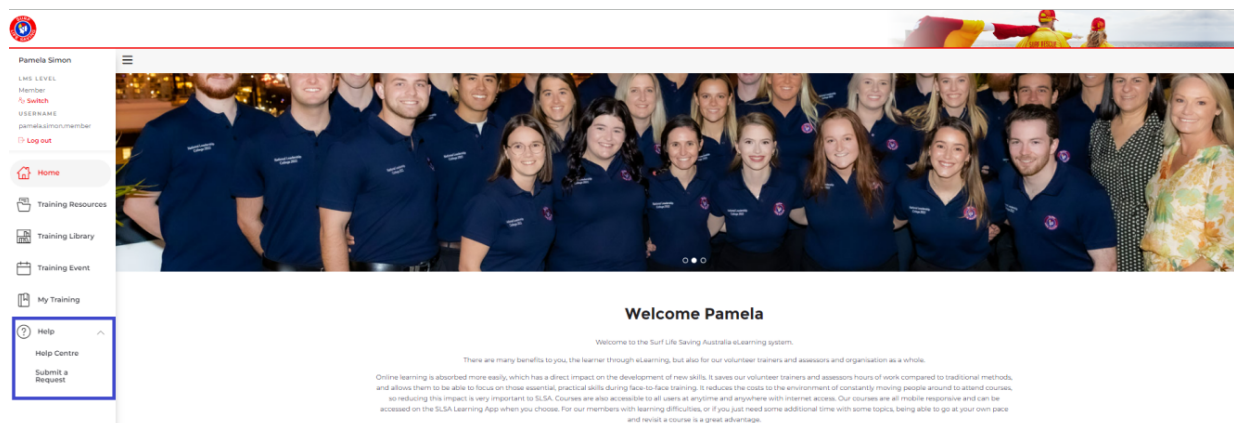 SURF RESCUE
Pamela Simon
LMS LEVEL
Member
Switch
USERNAME
pamela.simon.member
Log out
Home
Training Resources
Training Library
Training Event
My Training
Help
Help Centre
Submit a
Request
Welcome Pamela
Welcome to the Surf Life Saving Australia eLearning system.
There are many benefits to you, the learner through eLearning, but also for our volunteer trainers and assessors and organisation as a whole.
Online learning is absorbed more easily, which has a direct impact on the development of new skills. It saves our volunteer trainers and assessors hours of work compared to traditional methods,
and allows them to be able to focus on those essential, practical skills during face-to-face training. It reduces the costs to the environment of constantly moving people around to attend courses,
so reducing this impact is very important to SLSA. Courses are also accessible to all users at anytime and anywhere with internet access. Our courses are all mobile responsive and can be
accessed on the SLSA Learning App when you choose. For our members with learning difficulties, or if you just need some additional time with some topics, being able to go at your own pace
and revisit a course is a great advantage.